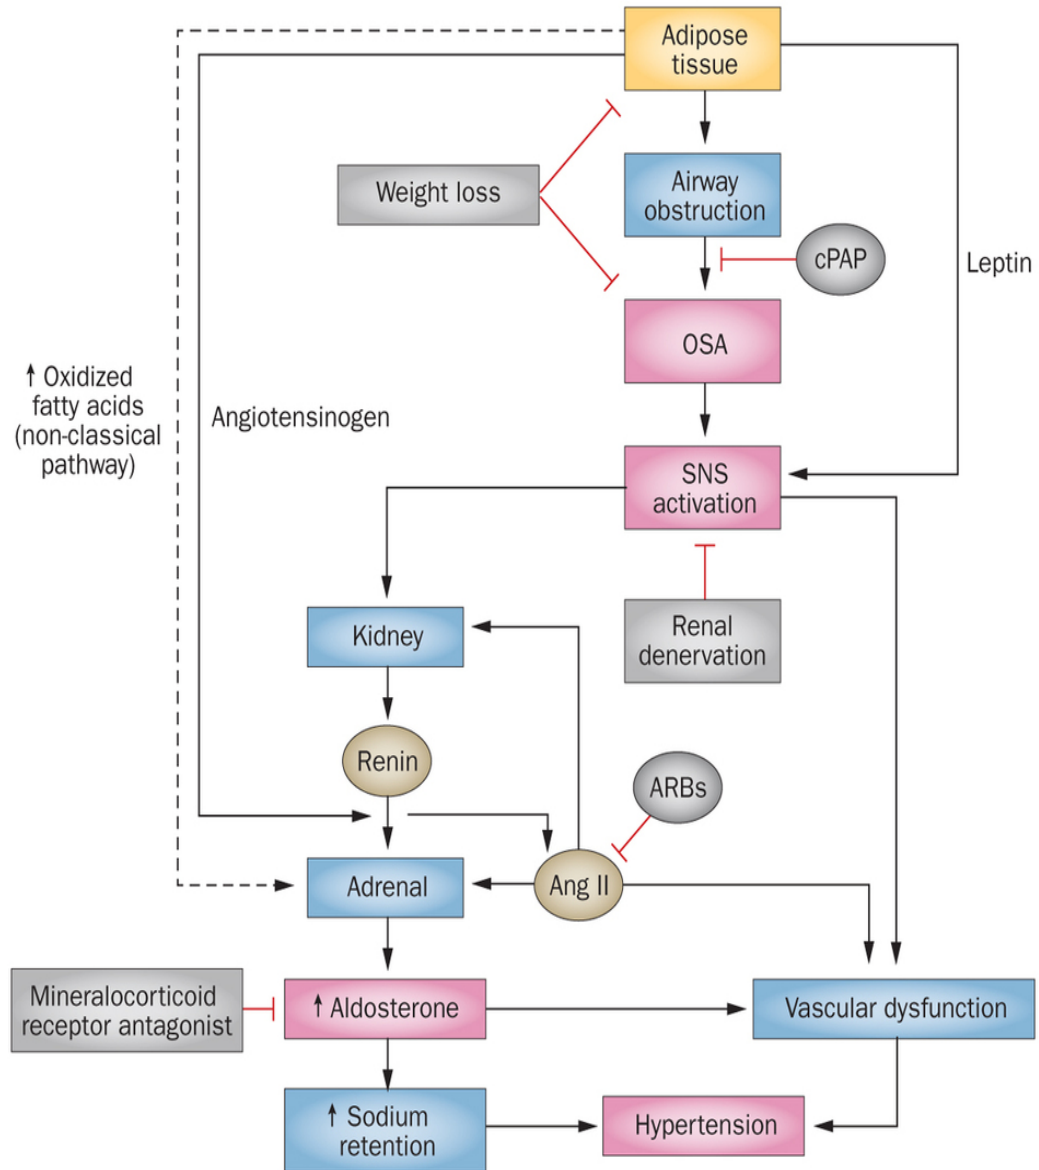 Adipose
tissue
Weight loss
Airway
obstruction
cPAP
Leptin
OSA
↑ Oxidized
fatty acids
(non-classical
pathway)
Angiotensinogen
SNS
activation
Kidney
Renal
denervation
Renin
ARBs
Adrenal
Ang II
Mineralocorticoid
receptor antagonist
↑ Aldosterone
Vascular dysfunction
↑ Sodium
retention
Hypertension